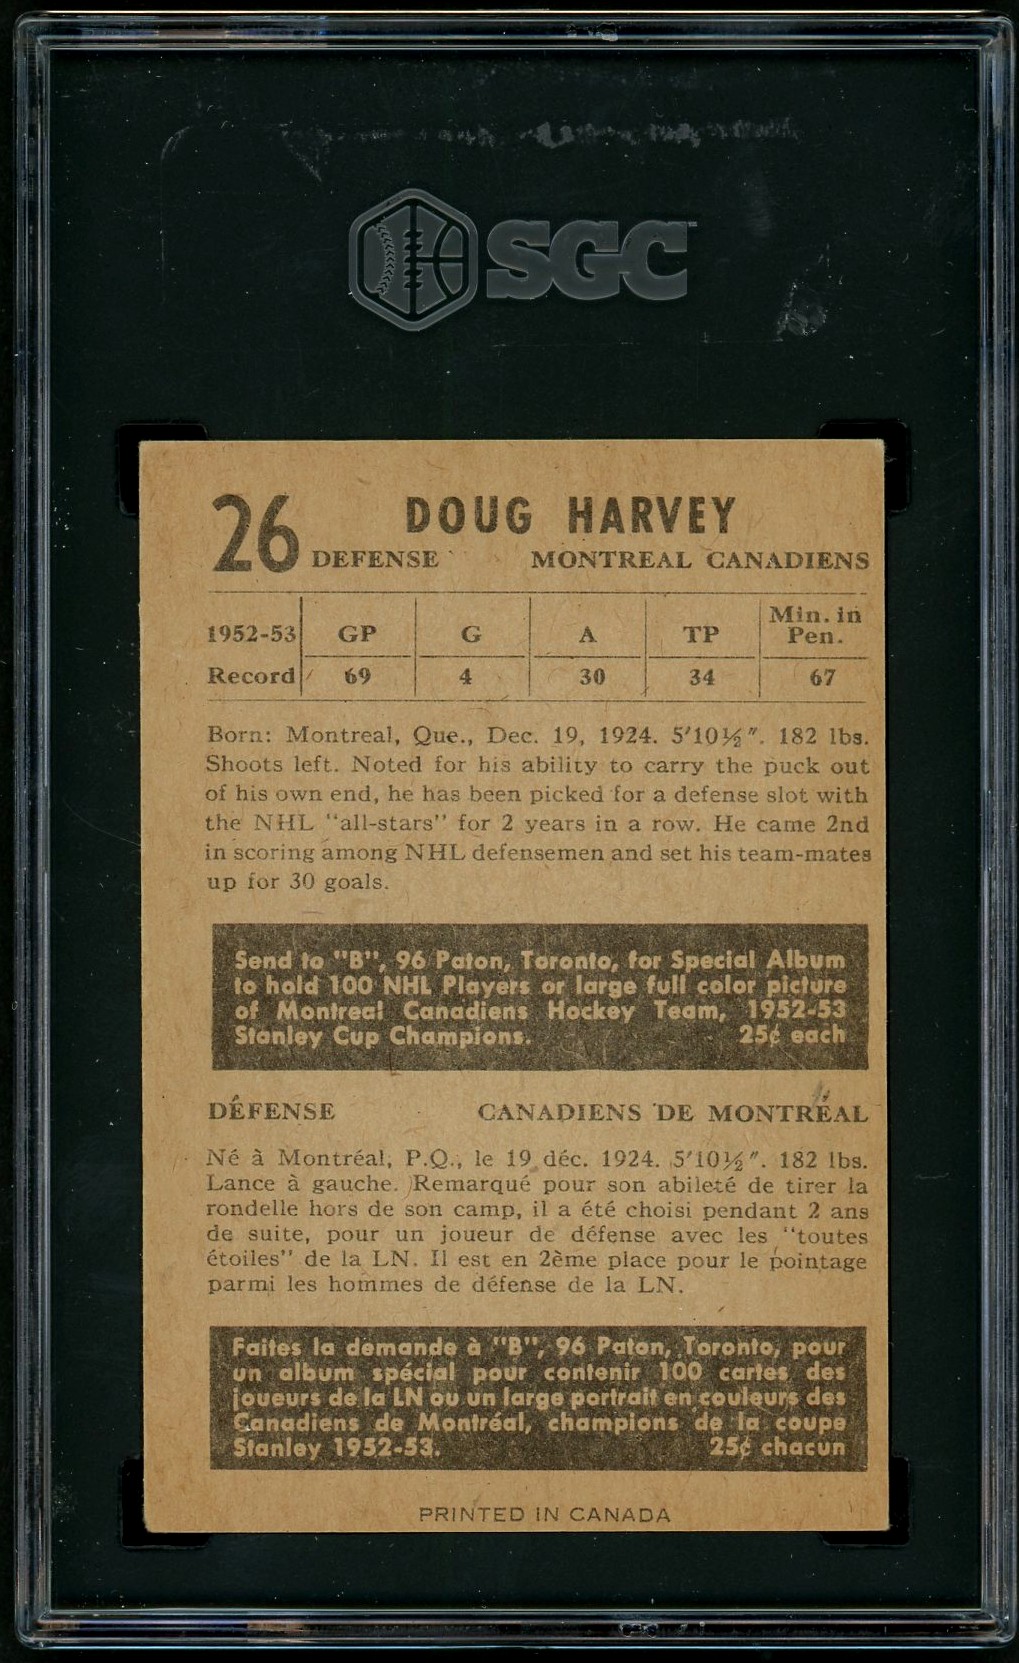 SGC
26 DOUG HARVEY
DEFENSE MONTREAL CANADIENS
1952-53 GP G A TP Min. in Pen.
Record 69 4 30 34 67
Born: Montreal, Que., Dec. 19, 1924. 5'10½". 182 lbs.
Shoots left. Noted for his ability to carry the puck out
of his own end, he has been picked for a defense slot with
the NHL "all-stars" for 2 years in a row. He came 2nd
in scoring among NHL defensemen and set his team-mates
up for 30 goals.
Send to "B", 96 Paton, Toronto, for Special Album
to hold 100 NHL Players or large full color picture
of Montreal Canadiens Hockey Team, 1952-53
Stanley Cup Champions. 25¢ each
DÉFENSE CANADIENS DE MONTRÉAL
Né à Montréal, P.Q., le 19 déc. 1924. 5'10½". 182 lbs.
Lance à gauche. Remarqué pour son abileté de tirer la
rondelle hors de son camp, il a été choisi pendant 2 ans
de suite, pour un joueur de défense avec les "toutes
étoiles" de la LN. Il est en 2ème place pour le pointage
parmi les hommes de défense de la LN.
Faites la demande à "B", 96 Paton, Toronto, pour
un album spécial pour contenir 100 cartes des
joueurs de la LN ou un large portrait en couleurs des
Canadiens de Montréal, champions de la coupe
Stanley 1952-53. 25¢ chacun
PRINTED IN CANADA